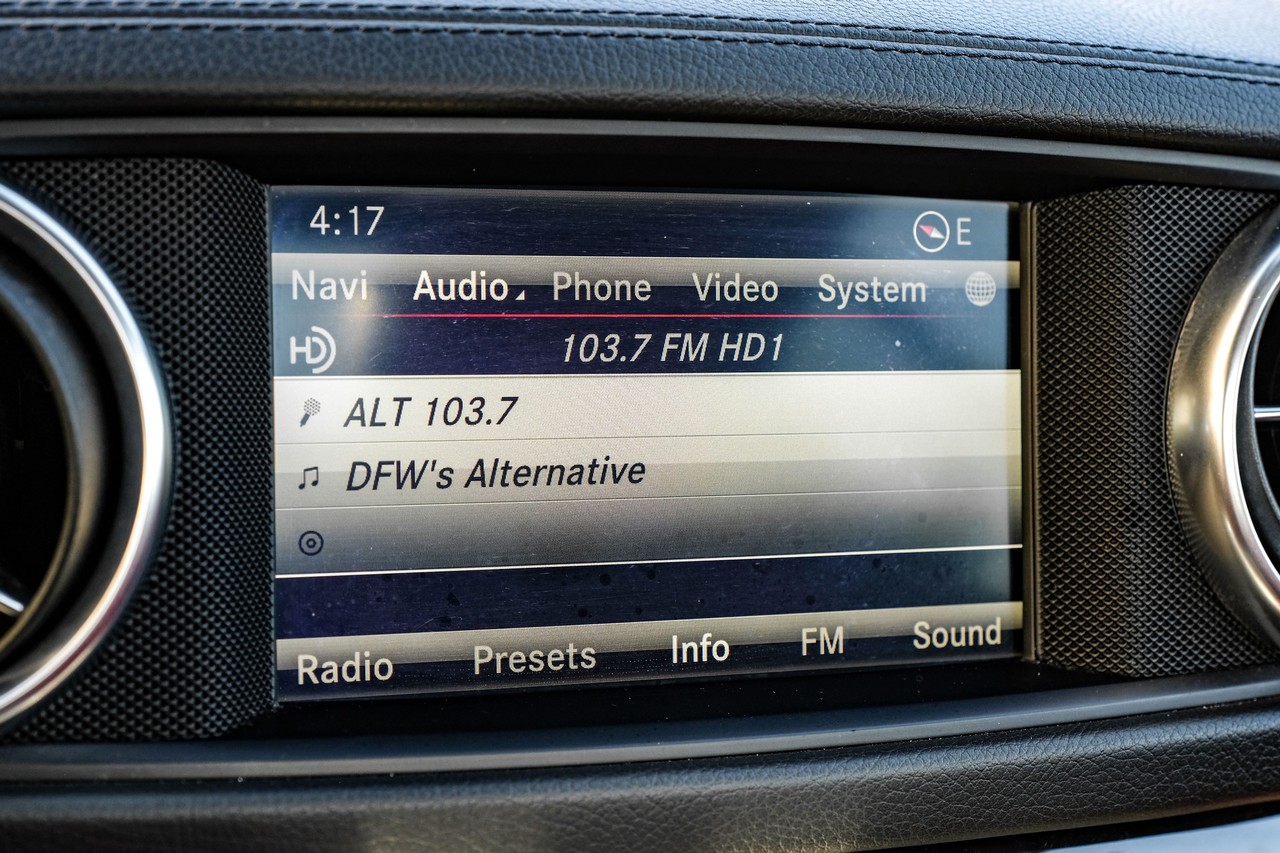 4:17 E
Navi Audio Phone Video System
HD 103.7 FM HD1
ALT 103.7
DFW's Alternative
Radio Presets Info FM Sound